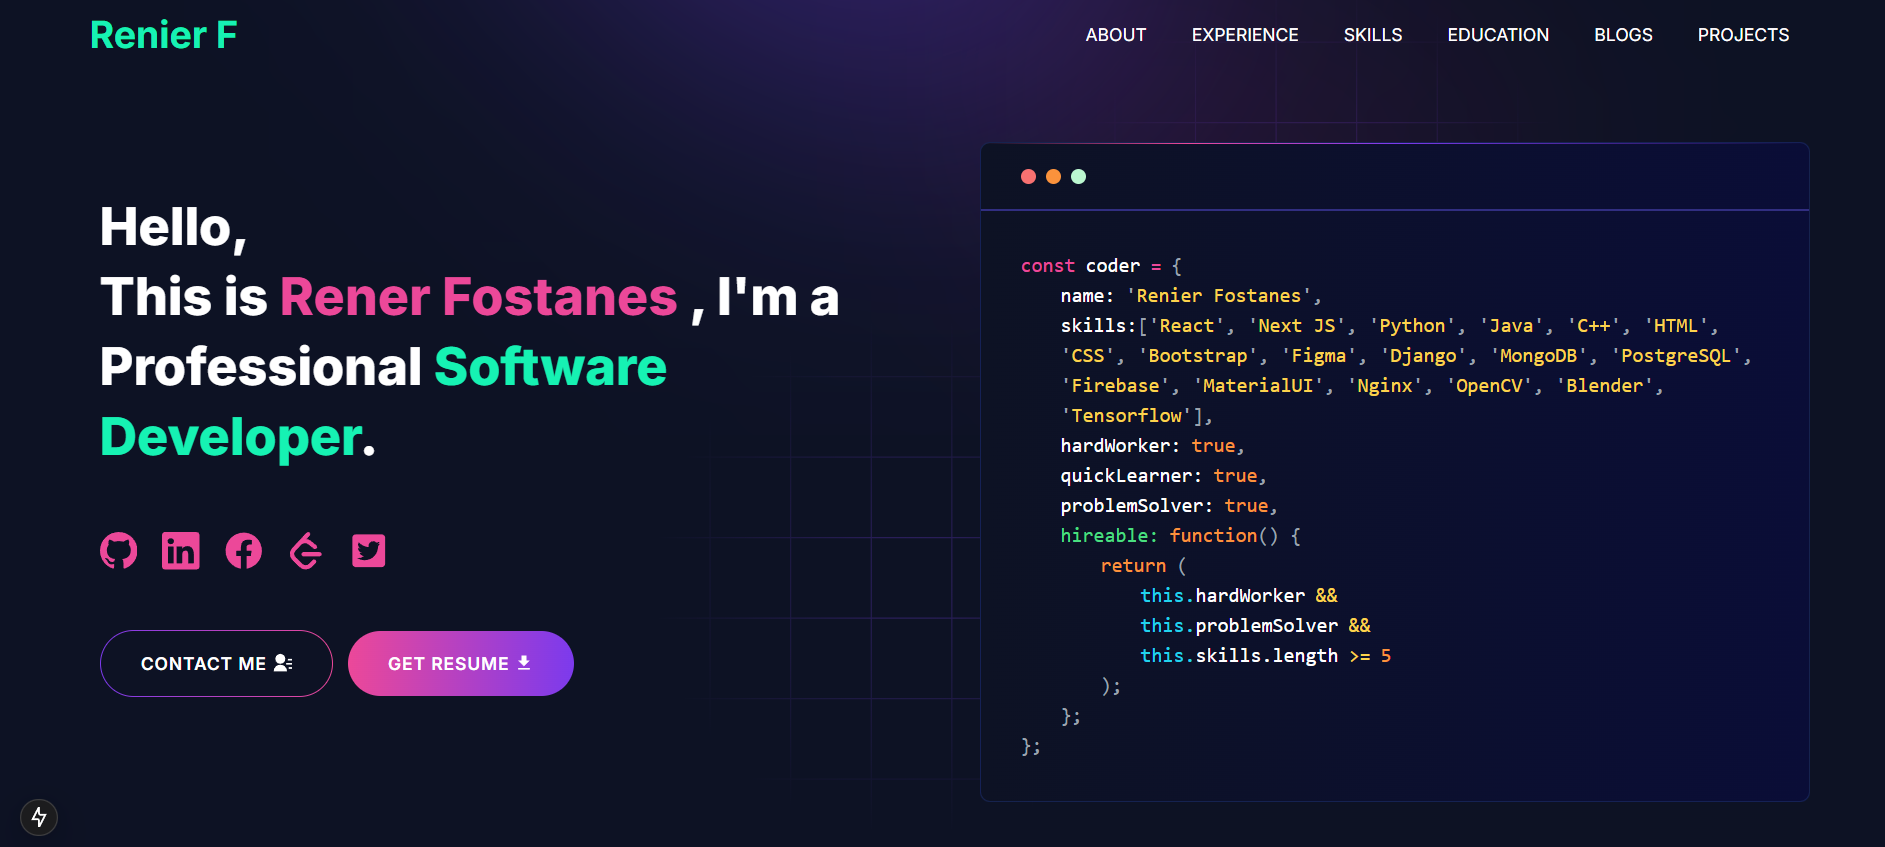 Renier F
ABOUT EXPERIENCE SKILLS EDUCATION BLOGS PROJECTS
Hello,
This is Rener Fostanes , I'm a
Professional Software
Developer.
CONTACT ME
GET RESUME
const coder = {
name: 'Renier Fostanes',
skills:['React', 'Next JS', 'Python', 'Java', 'C++', 'HTML',
'CSS', 'Bootstrap', 'Figma', 'Django', 'MongoDB', 'PostgreSQL',
'Firebase', 'MaterialUI', 'Nginx', 'OpenCV', 'Blender',
'Tensorflow'],
hardWorker: true,
quickLearner: true,
problemSolver: true,
hireable: function() {
return (
this.hardWorker &&
this.problemSolver &&
this.skills.length >= 5
);
};
};